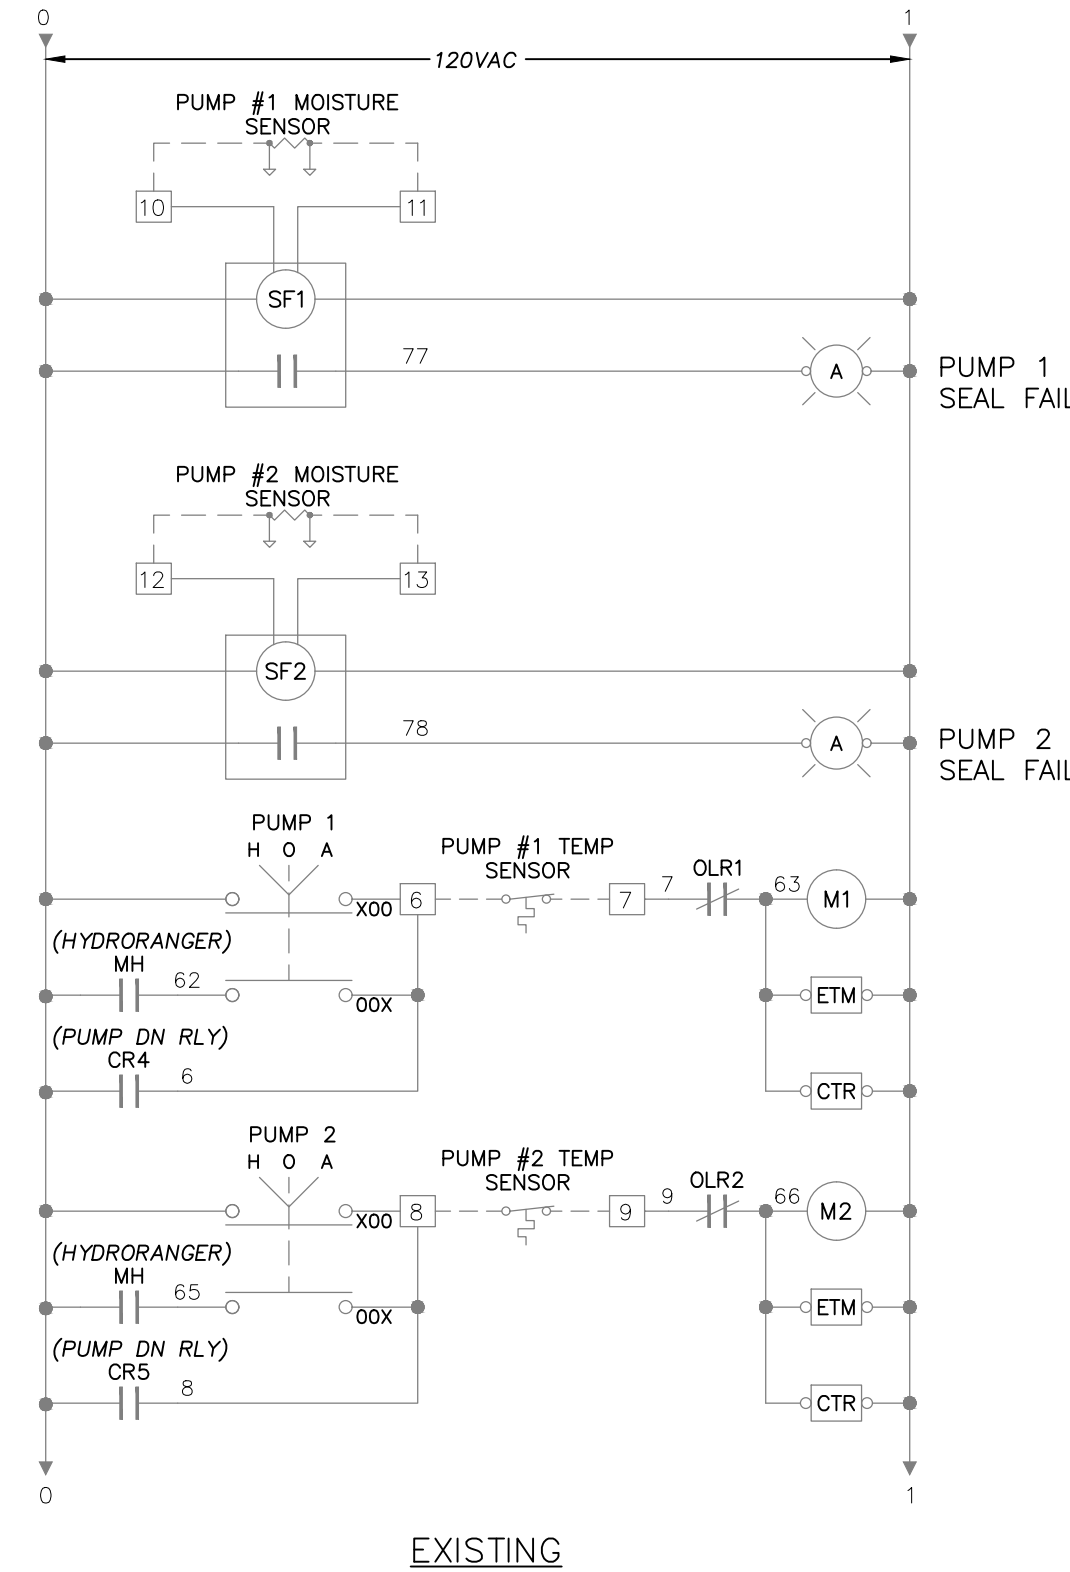 0 1
120VAC
PUMP #1 MOISTURE
SENSOR
10 11
SF1
77
A
PUMP 1
SEAL FAIL
PUMP #2 MOISTURE
SENSOR
12 13
SF2
78
A
PUMP 2
SEAL FAIL
PUMP 1
H O A
PUMP #1 TEMP
SENSOR
OLR1
X00 6 7 7 63 M1
(HYDRORANGER)
MH
62
00X
ETM
(PUMP DN RLY)
CR4
6
CTR
PUMP 2
H O A
PUMP #2 TEMP
SENSOR
OLR2
X00 8 9 9 66 M2
(HYDRORANGER)
MH
65
00X
ETM
(PUMP DN RLY)
CR5
8
CTR
0 1
EXISTING